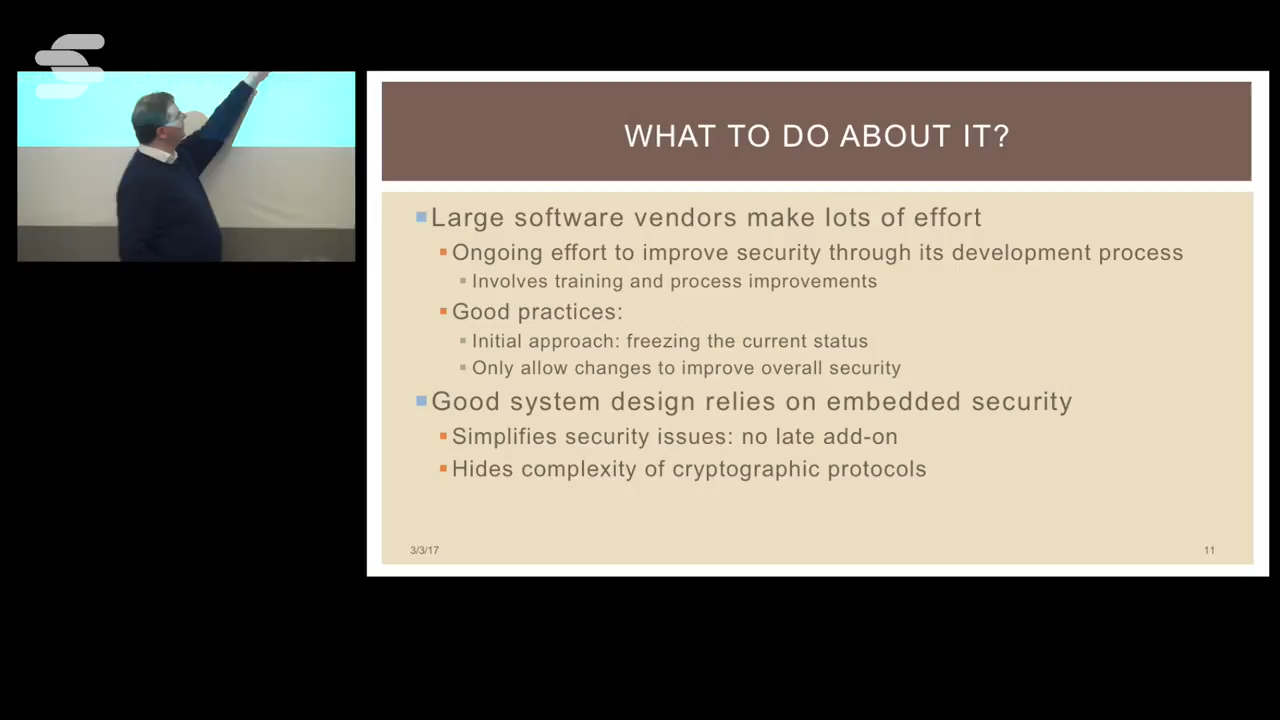 WHAT TO DO ABOUT IT?
Large software vendors make lots of effort
Ongoing effort to improve security through its development process
Involves training and process improvements
Good practices:
Initial approach: freezing the current status
Only allow changes to improve overall security
Good system design relies on embedded security
Simplifies security issues: no late add-on
Hides complexity of cryptographic protocols
3/3/17
11